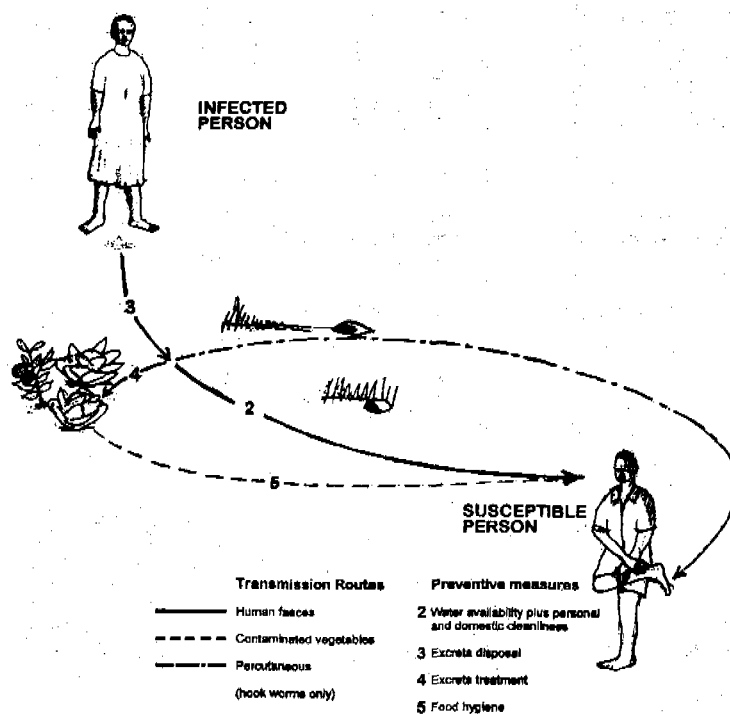 INFECTED
PERSON
3
4
2
5
SUSCEPTIBLE
PERSON
Transmission Routes
Human faeces
Contaminated vegetables
Percutaneous
(hook worms only)
Preventive measures
2 Water availability plus personal
and domestic cleanliness
3 Excreta disposal
4 Excreta treatment
5 Food hygiene